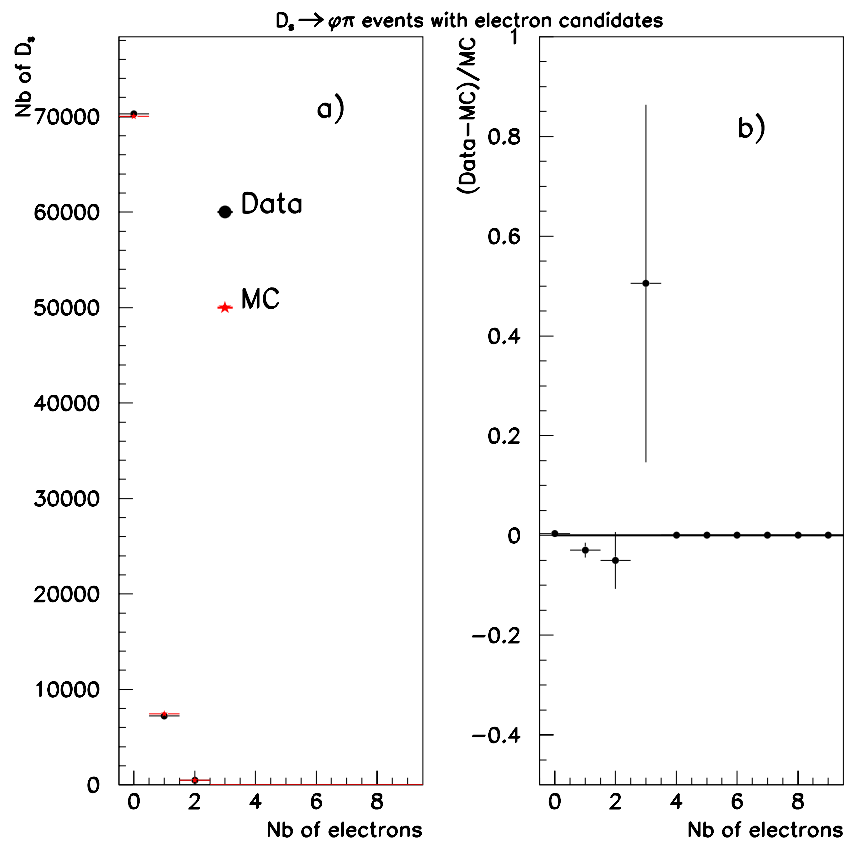 Dₛ→φπ events with electron candidates
Nb of Dₛ
a)
Data
MC
70000
60000
50000
40000
30000
20000
10000
0
0 2 4 6 8
Nb of electrons
(Data−MC)/MC
b)
1
0.8
0.6
0.4
0.2
0
−0.2
−0.4
0 2 4 6 8
Nb of electrons